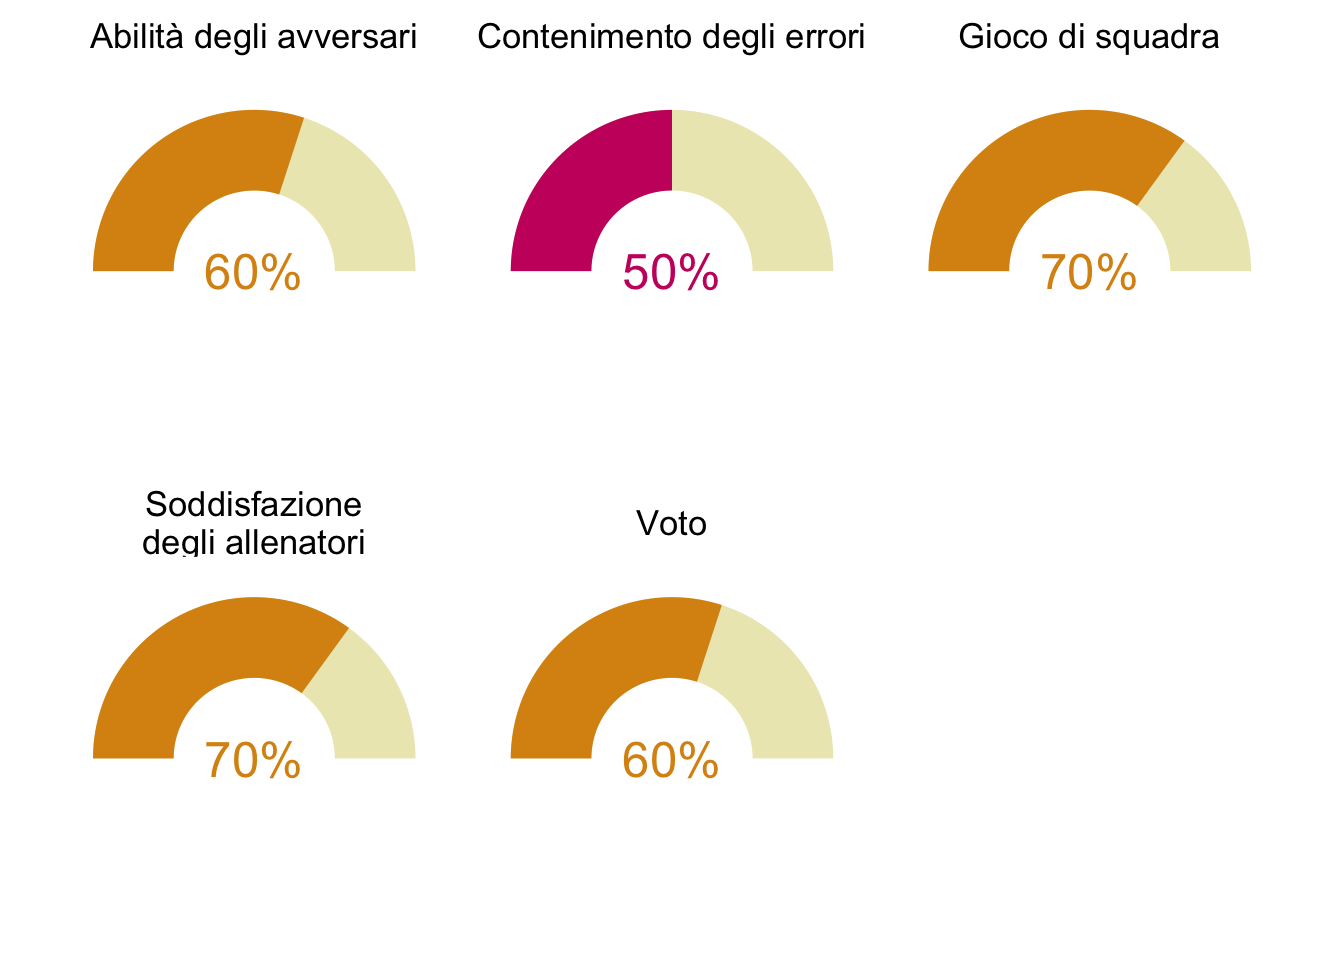 Abilità degli avversari
Contenimento degli errori
Gioco di squadra
60%
50%
70%
Soddisfazione
degli allenatori
Voto
70%
60%